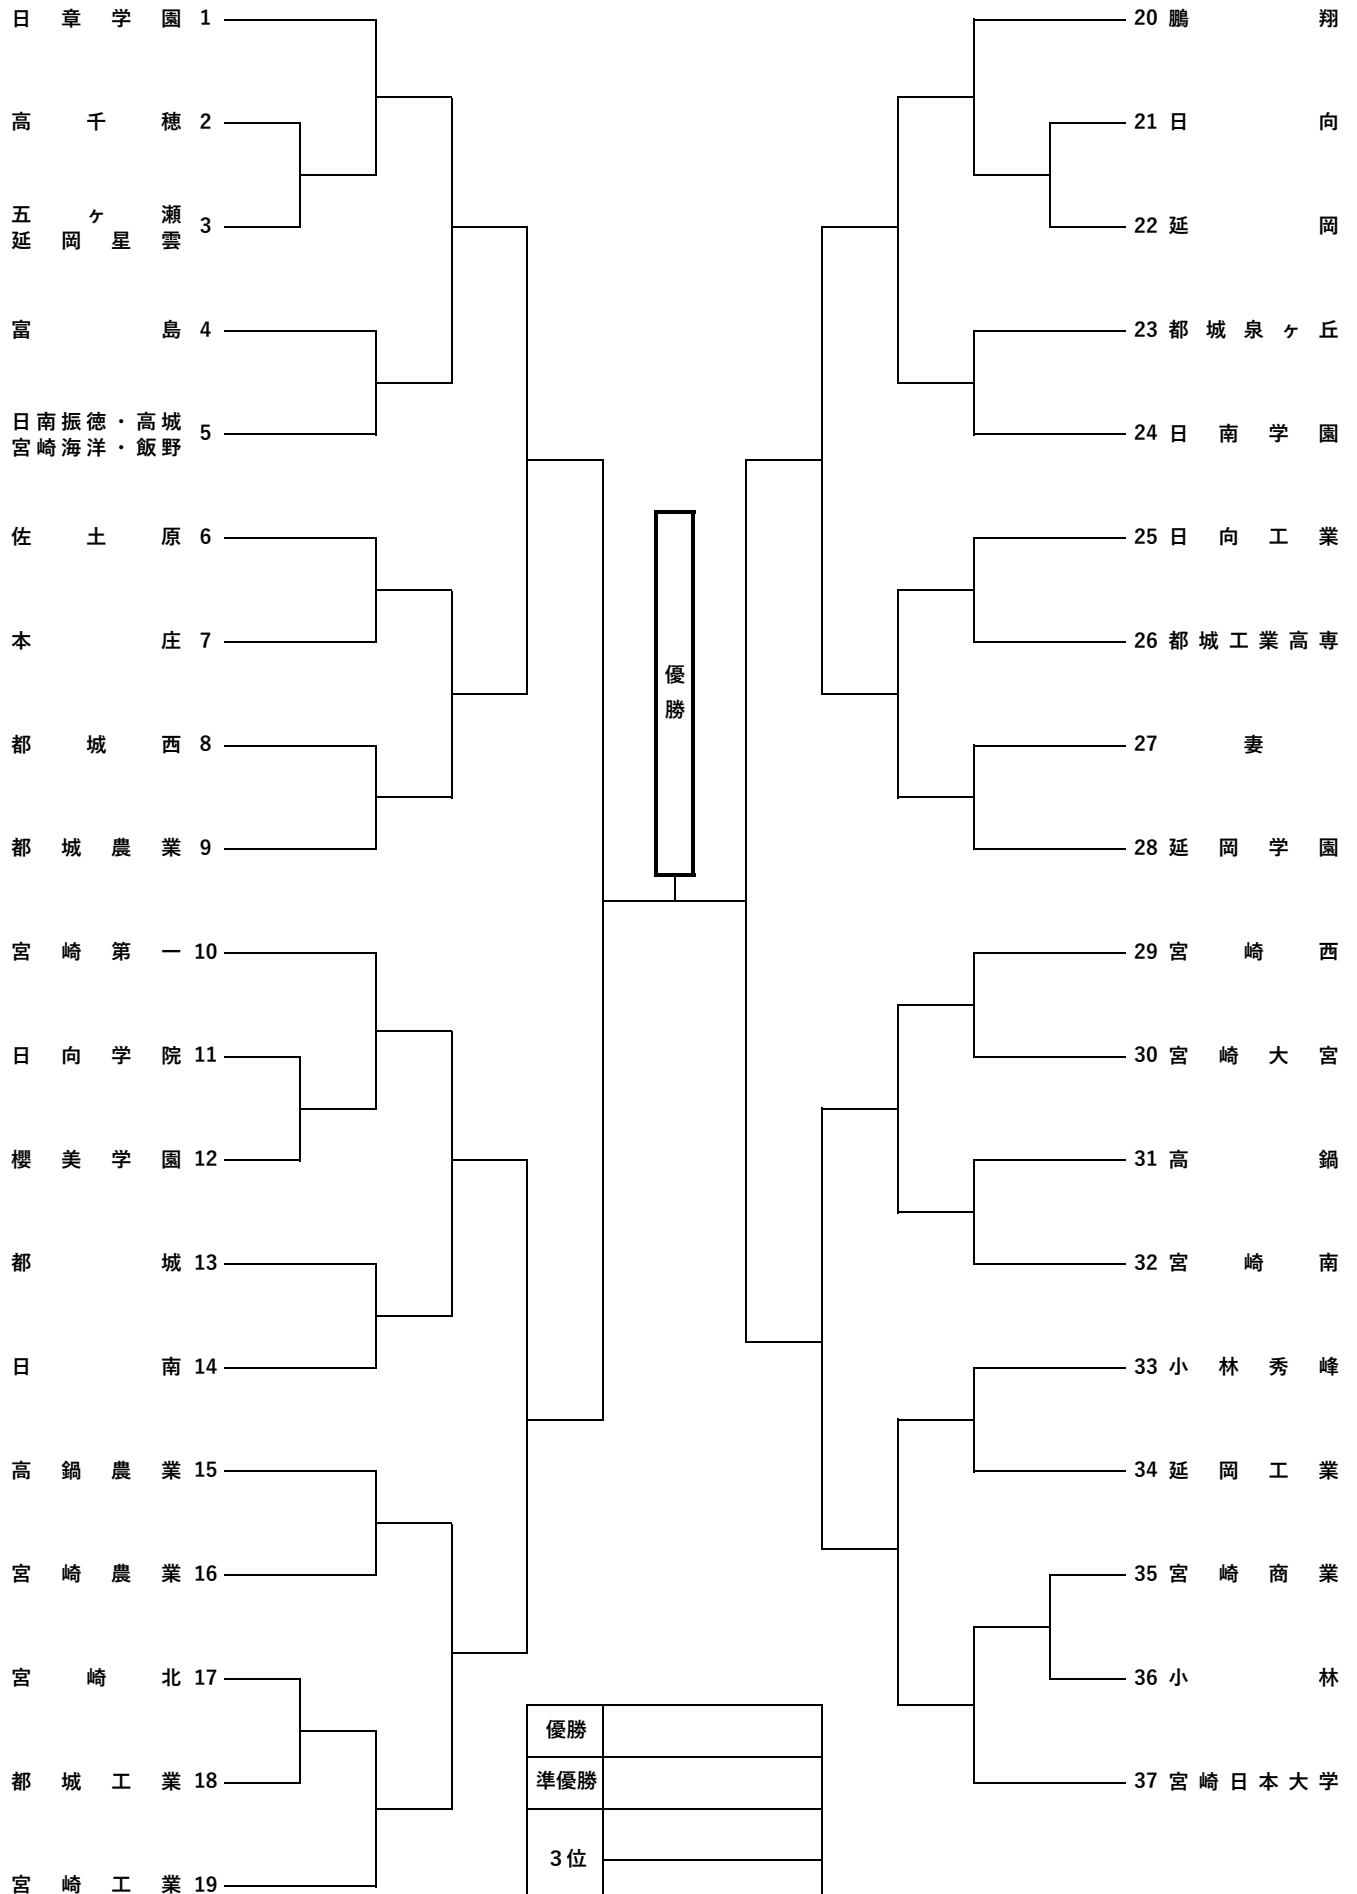 日章学園 1
高千穂 2
五ヶ瀬
延岡星雲 3
富島 4
日南振徳・高城
宮崎海洋・飯野 5
佐土原 6
本庄 7
都城西 8
都城農業 9
宮崎第一 10
日向学院 11
櫻美学園 12
都城 13
日南 14
高鍋農業 15
宮崎農業 16
宮崎北 17
都城工業 18
宮崎工業 19
優勝
優勝
準優勝
３位
20 鵬翔
21 日向
22 延岡
23 都城泉ヶ丘
24 日南学園
25 日向工業
26 都城工業高専
27 妻
28 延岡学園
29 宮崎西
30 宮崎大宮
31 高鍋
32 宮崎南
33 小林秀峰
34 延岡工業
35 宮崎商業
36 小林
37 宮崎日本大学